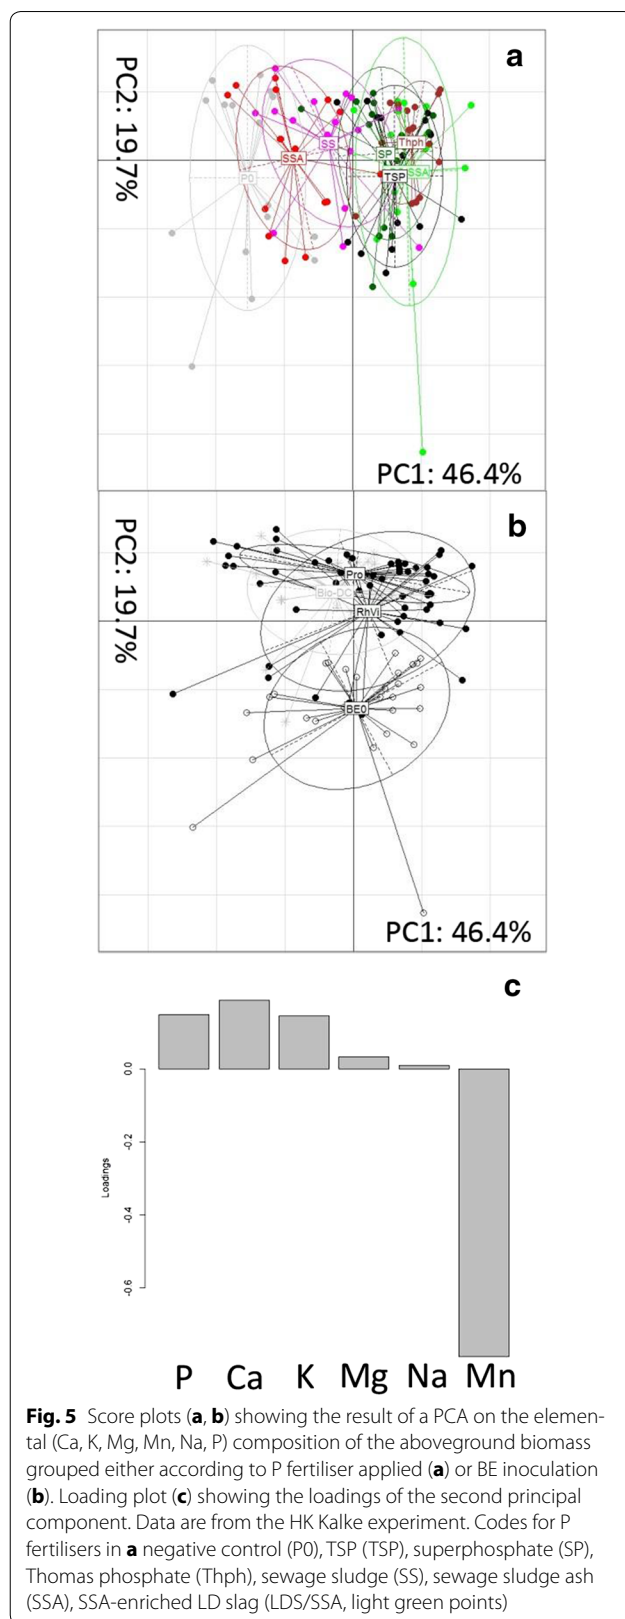 a
PC2: 19.7%
P0
SSA
SS
SP
Thph
SSA
TSP
PC1: 46.4%
b
PC2: 19.7%
Pro
Bio-DC
RhVi
BE0
PC1: 46.4%
c
Loadings
0.0
-0.2
-0.4
-0.6
P Ca K Mg Na Mn
Fig. 5 Score plots (a, b) showing the result of a PCA on the elemen-
tal (Ca, K, Mg, Mn, Na, P) composition of the aboveground biomass
grouped either according to P fertiliser applied (a) or BE inoculation
(b). Loading plot (c) showing the loadings of the second principal
component. Data are from the HK Kalke experiment. Codes for P
fertilisers in a negative control (P0), TSP (TSP), superphosphate (SP),
Thomas phosphate (Thph), sewage sludge (SS), sewage sludge ash
(SSA), SSA-enriched LD slag (LDS/SSA, light green points)